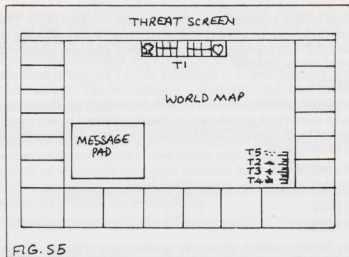 THREAT SCREEN
T1
WORLD MAP
MESSAGE
PAD
T5
T2
T3
T4
FIG. S5